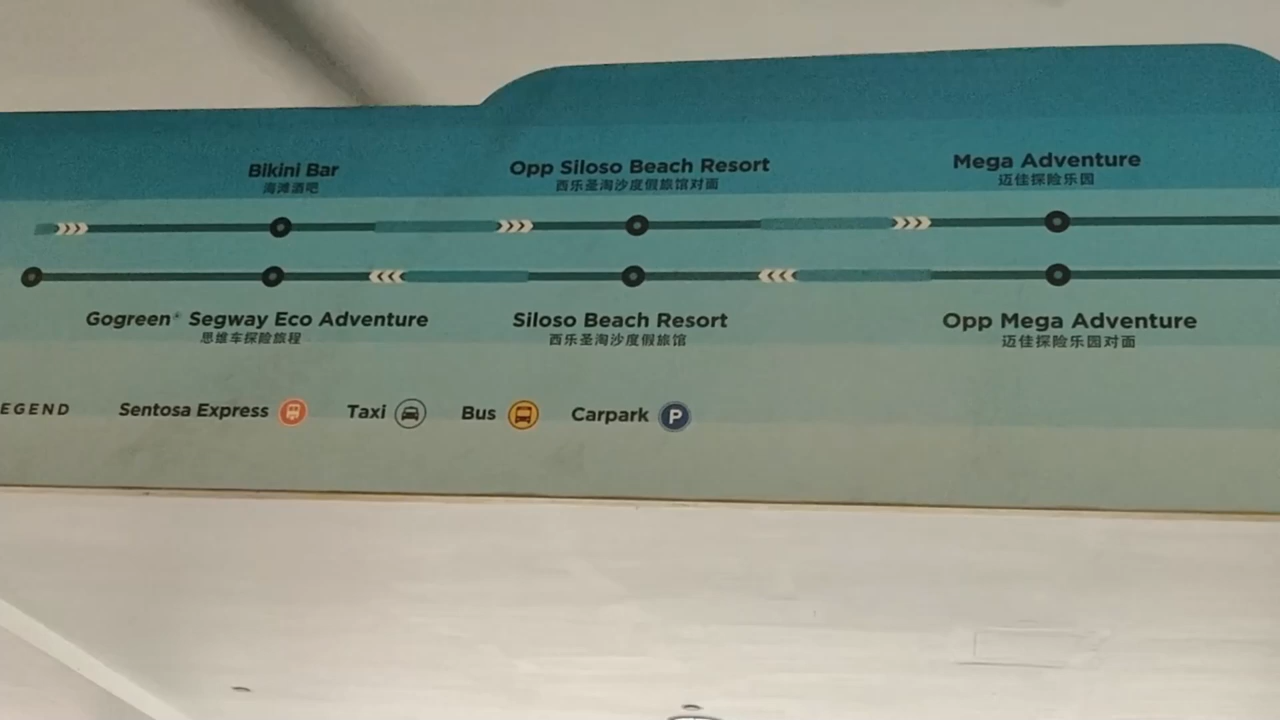 Bikini Bar
海滩酒吧
Opp Siloso Beach Resort
西乐圣淘沙度假旅馆对面
Mega Adventure
迈佳探险乐园
Gogreen® Segway Eco Adventure
思维车探险旅程
Siloso Beach Resort
西乐圣淘沙度假旅馆
Opp Mega Adventure
迈佳探险乐园对面
EGEND
Sentosa Express
Taxi
Bus
Carpark P